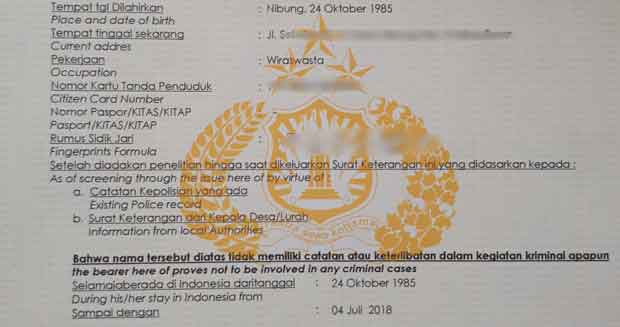 Tempat tgl Dilahirkan : Nibung, 24 Oktober 1985
Place and date of birth
Tempat tinggal sekarang : Jl.
Current addres
Pekerjaan : Wiraswasta
Occupation
Nomor Kartu Tanda Penduduk :
Citizen Card Number
Nomor Paspor/KITAS/KITAP :
Pasport/KITAS/KITAP
Rumus Sidik Jari :
Fingerprints Formula
Setelah diadakan penelitian hingga saat dikeluarkan Surat Keterangan ini yang didasarkan kepada :
As of screening through the issue here of by virtue of :
a. Catatan Kepolisian yang ada
Existing Police record
b. Surat Keterangan dari Kepala Desa/Lurah
Information from local Authorities
Bahwa nama tersebut diatas tidak memiliki catatan atau keterlibatan dalam kegiatan kriminal apapun
the bearer here of proves not to be involved in any criminal cases
Selamaiaberada di Indonesia daritanggal : 24 Oktober 1985
During his/her stay in Indonesia from
Sampai dengan : 04 Juli 2018